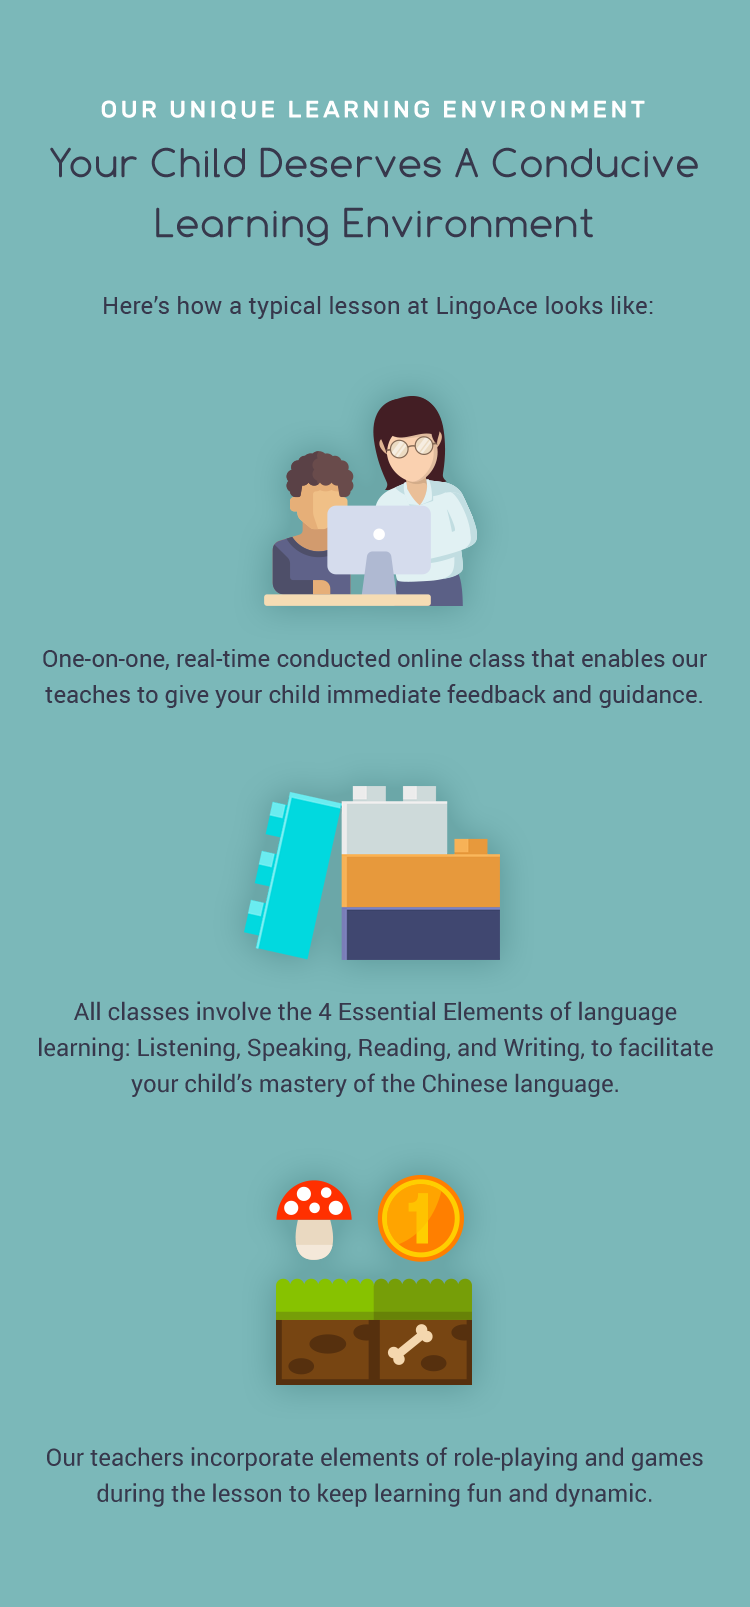 OUR UNIQUE LEARNING ENVIRONMENT
Your Child Deserves A Conducive
Learning Environment
Here’s how a typical lesson at LingoAce looks like:
One-on-one, real-time conducted online class that enables our
teaches to give your child immediate feedback and guidance.
All classes involve the 4 Essential Elements of language
learning: Listening, Speaking, Reading, and Writing, to facilitate
your child’s mastery of the Chinese language.
1
Our teachers incorporate elements of role-playing and games
during the lesson to keep learning fun and dynamic.